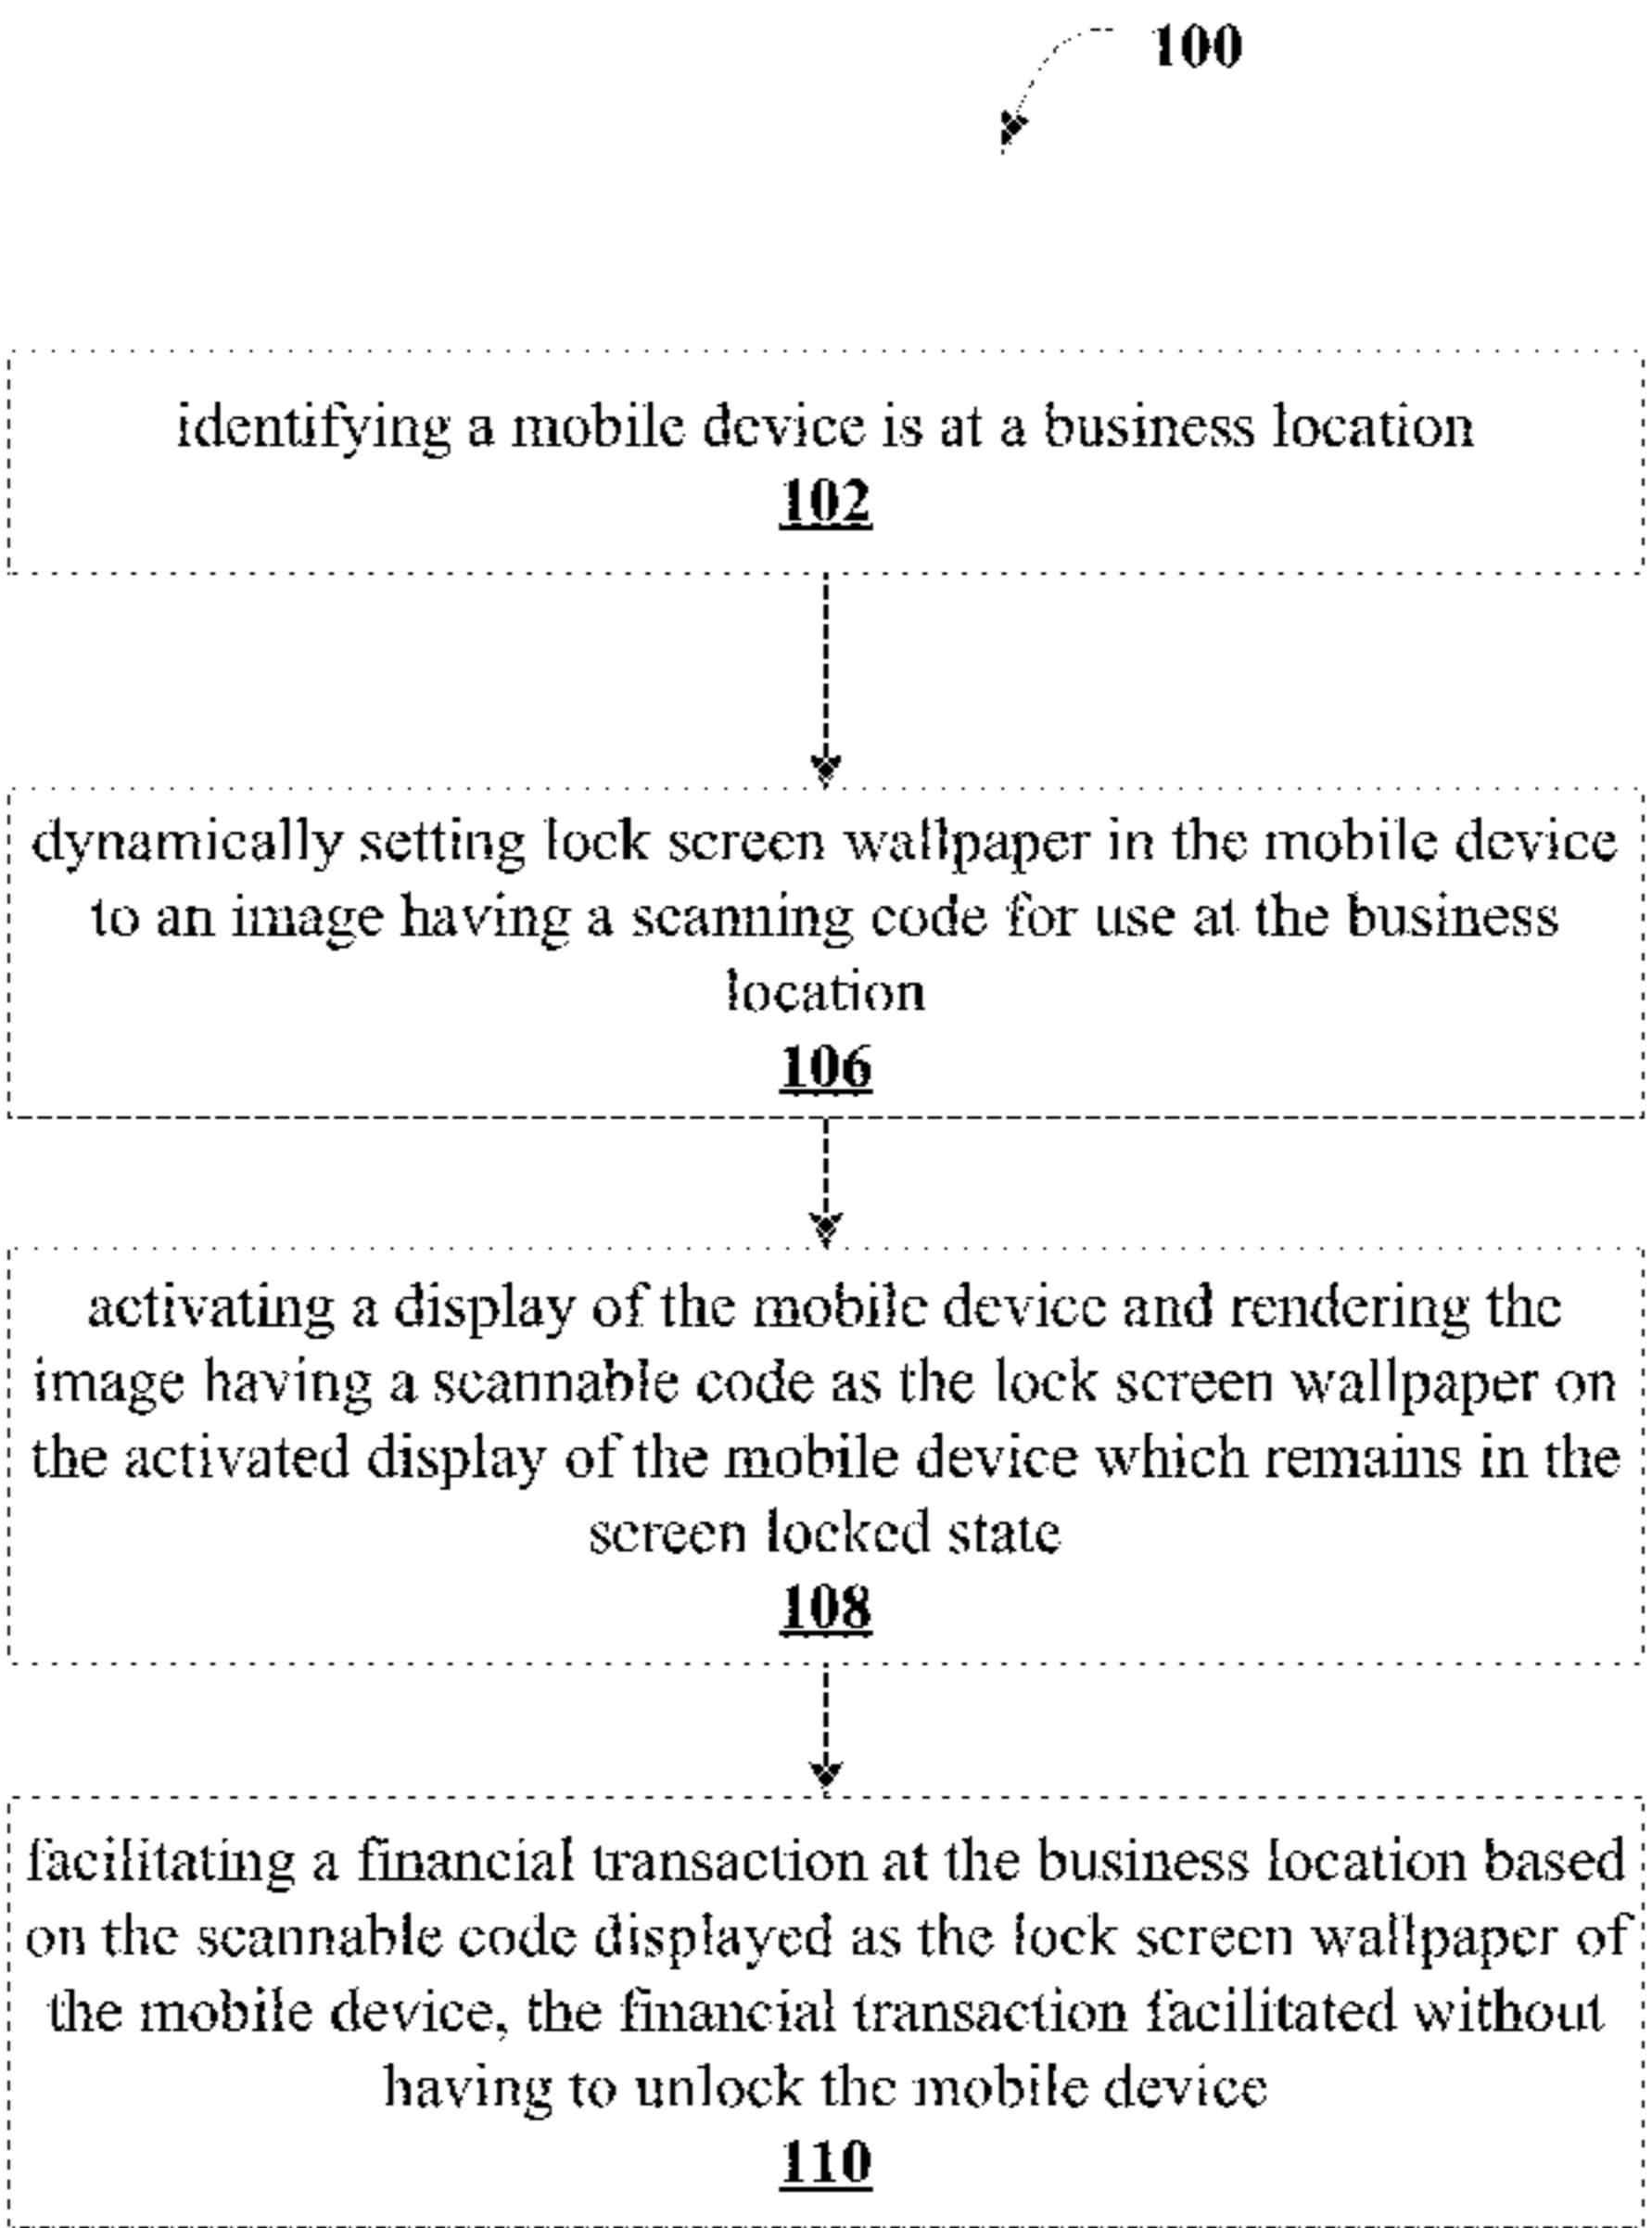 100
identifying a mobile device is at a business location
102
dynamically setting lock screen wallpaper in the mobile device
to an image having a scanning code for use at the business
location
106
activating a display of the mobile device and rendering the
image having a scannable code as the lock screen wallpaper on
the activated display of the mobile device which remains in the
screen locked state
108
facilitating a financial transaction at the business location based
on the scannable code displayed as the lock screen wallpaper of
the mobile device, the financial transaction facilitated without
having to unlock the mobile device
110